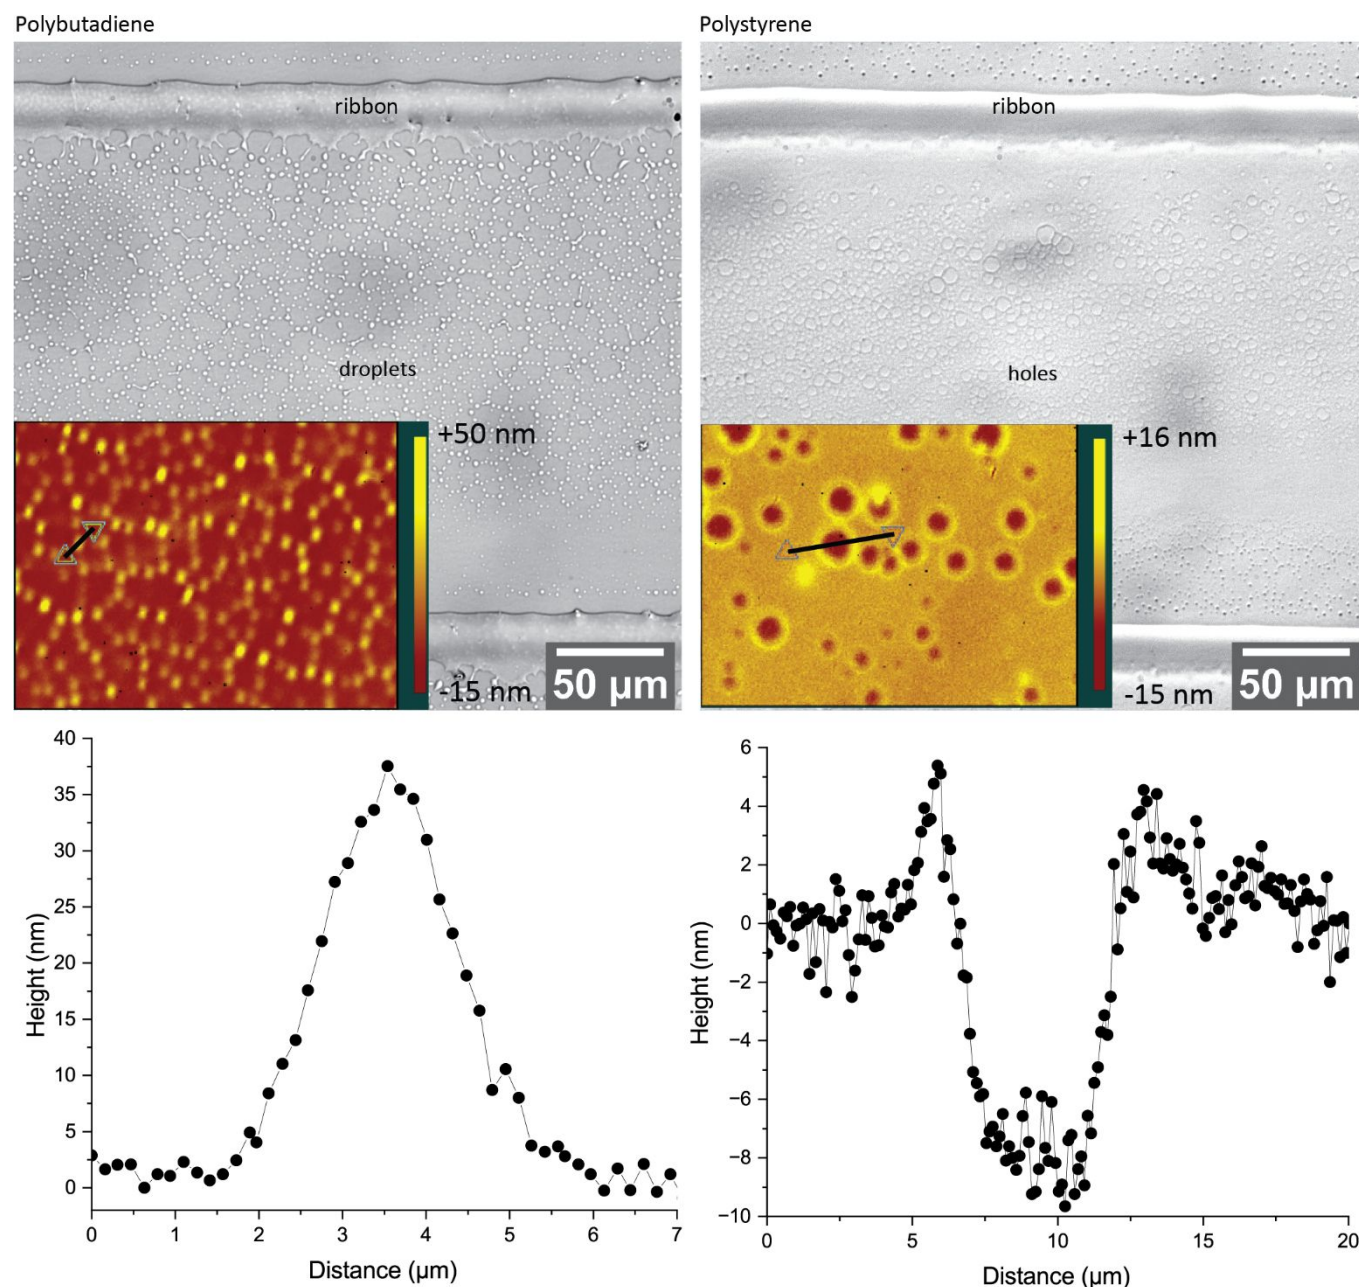 Polybutadiene
ribbon
droplets
+50 nm
-15 nm
50 µm
Polystyrene
ribbon
holes
+16 nm
-15 nm
50 µm
40
35
30
25
20
15
10
5
0
Height (nm)
0 1 2 3 4 5 6 7
Distance (µm)
6
4
2
0
−2
−4
−6
−8
−10
Height (nm)
0 5 10 15 20
Distance (µm)